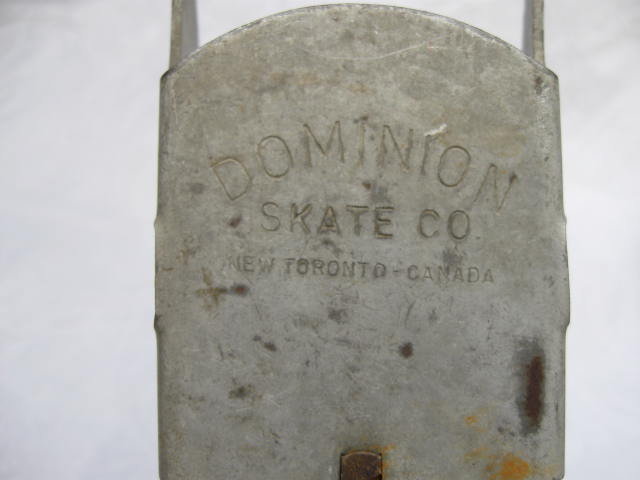 DOMINION
SKATE CO.
NEW TORONTO-CANADA